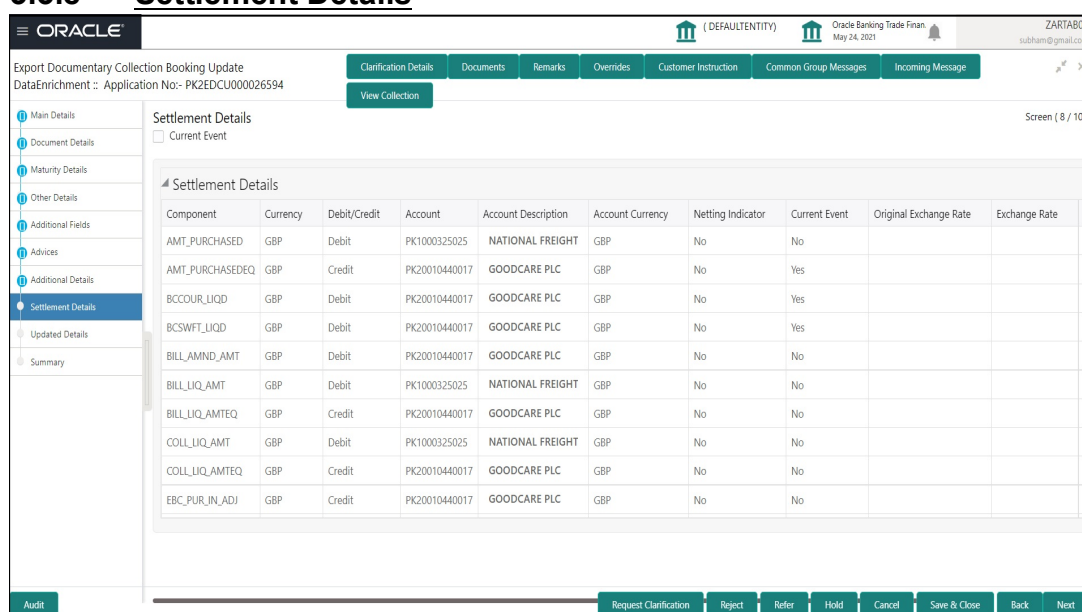 Settlement Details
ORACLE
( DEFAULTENTITY)
Oracle Banking Trade Finan.
May 24, 2021
subham@gmail.co
Export Documentary Collection Booking Update
DataEnrichment :: Application No:- PK2EDCU000026594
Clarification Details
Documents
Remarks
Overrides
Customer Instruction
Common Group Messages
Incoming Message
View Collection
Main Details
Document Details
Maturity Details
Other Details
Additional Fields
Advices
Additional Details
Settlement Details
Updated Details
Summary
Settlement Details
Screen ( 8 / 10
Current Event
Settlement Details
Component Currency Debit/Credit Account Account Description Account Currency Netting Indicator Current Event Original Exchange Rate Exchange Rate
AMT_PURCHASED GBP Debit PK1000325025 NATIONAL FREIGHT GBP No No
AMT_PURCHASEDEQ GBP Credit PK20010440017 GOODCARE PLC GBP No Yes
BCCOUR_LIQD GBP Debit PK20010440017 GOODCARE PLC GBP No Yes
BCSWFT_LIQD GBP Debit PK20010440017 GOODCARE PLC GBP No Yes
BILL_AMND_AMT GBP Debit PK20010440017 GOODCARE PLC GBP No No
BILL_LIQ_AMT GBP Debit PK1000325025 NATIONAL FREIGHT GBP No No
BILL_LIQ_AMTEQ GBP Credit PK20010440017 GOODCARE PLC GBP No No
COLL_LIQ_AMT GBP Debit PK1000325025 NATIONAL FREIGHT GBP No No
COLL_LIQ_AMTEQ GBP Credit PK20010440017 GOODCARE PLC GBP No No
EBC_PUR_IN_ADJ GBP Credit PK20010440017 GOODCARE PLC GBP No No
Audit
Request Clarification
Reject
Refer
Hold
Cancel
Save & Close
Back
Next